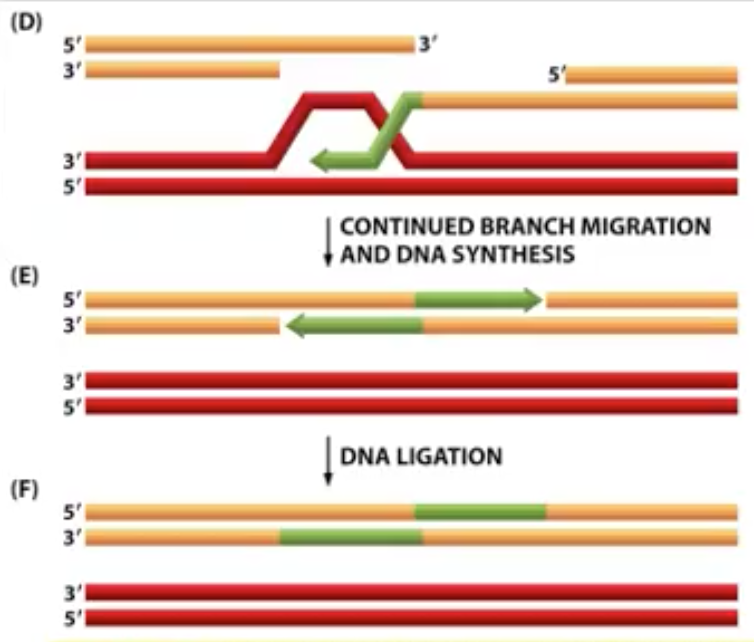 (D)
5′ 3′
3′ 5′
3′
5′
CONTINUED BRANCH MIGRATION
AND DNA SYNTHESIS
(E)
5′
3′
3′
5′
DNA LIGATION
(F)
5′
3′
3′
5′